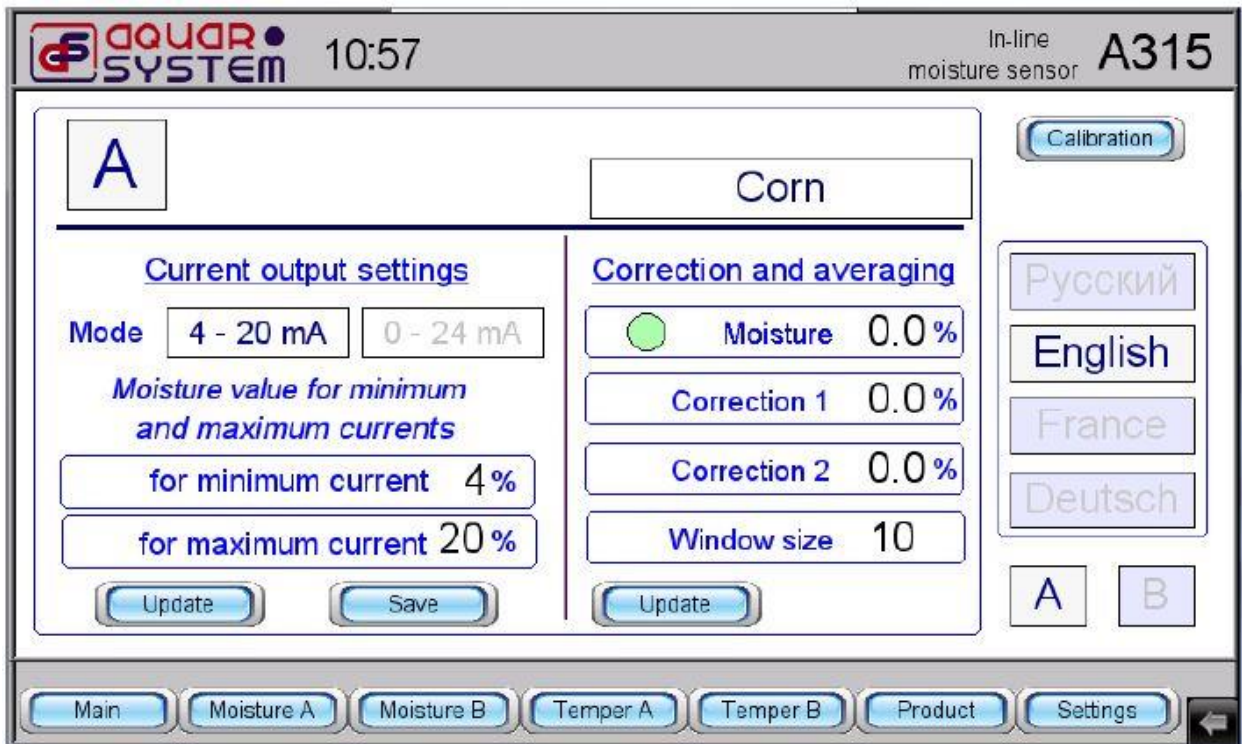 aquar
system
10:57
In-line
moisture sensor
A315
A
Corn
Calibration
Current output settings
Mode 4 - 20 mA 0 - 24 mA
Moisture value for minimum
and maximum currents
for minimum current 4 %
for maximum current 20 %
Update Save
Correction and averaging
Moisture 0.0 %
Correction 1 0.0 %
Correction 2 0.0 %
Window size 10
Update
Русский
English
France
Deutsch
A B
Main Moisture A Moisture B Temper A Temper B Product Settings